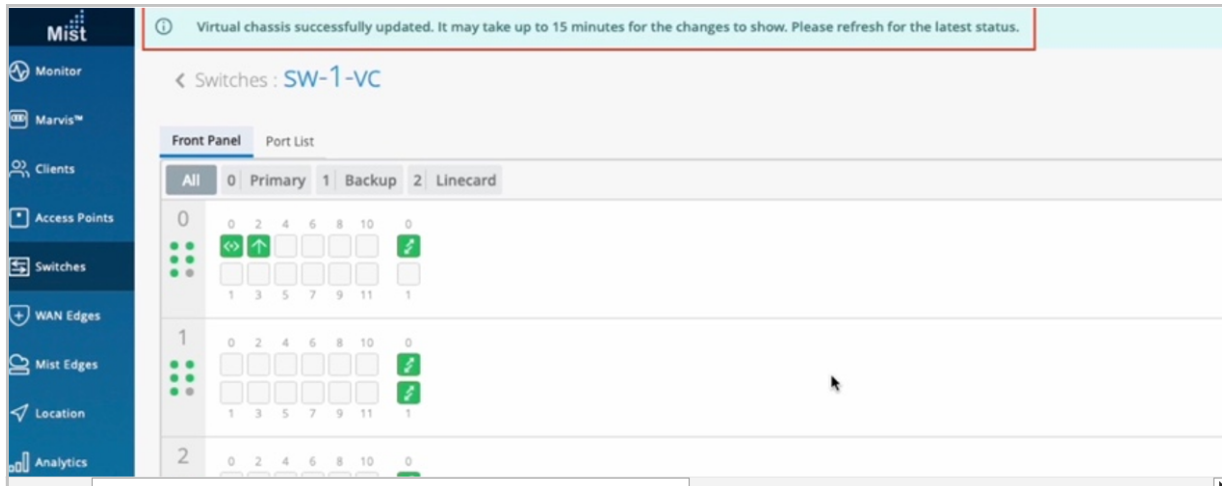 Mist
Virtual chassis successfully updated. It may take up to 15 minutes for the changes to show. Please refresh for the latest status.
Monitor
Marvis™
Clients
Access Points
Switches
WAN Edges
Mist Edges
Location
Analytics
< Switches : SW-1-VC
Front Panel Port List
All 0 Primary 1 Backup 2 Linecard
0
0 2 4 6 8 10 0
1 3 5 7 9 11 1
1
0 2 4 6 8 10 0
1 3 5 7 9 11 1
2
0 2 4 6 8 10 0